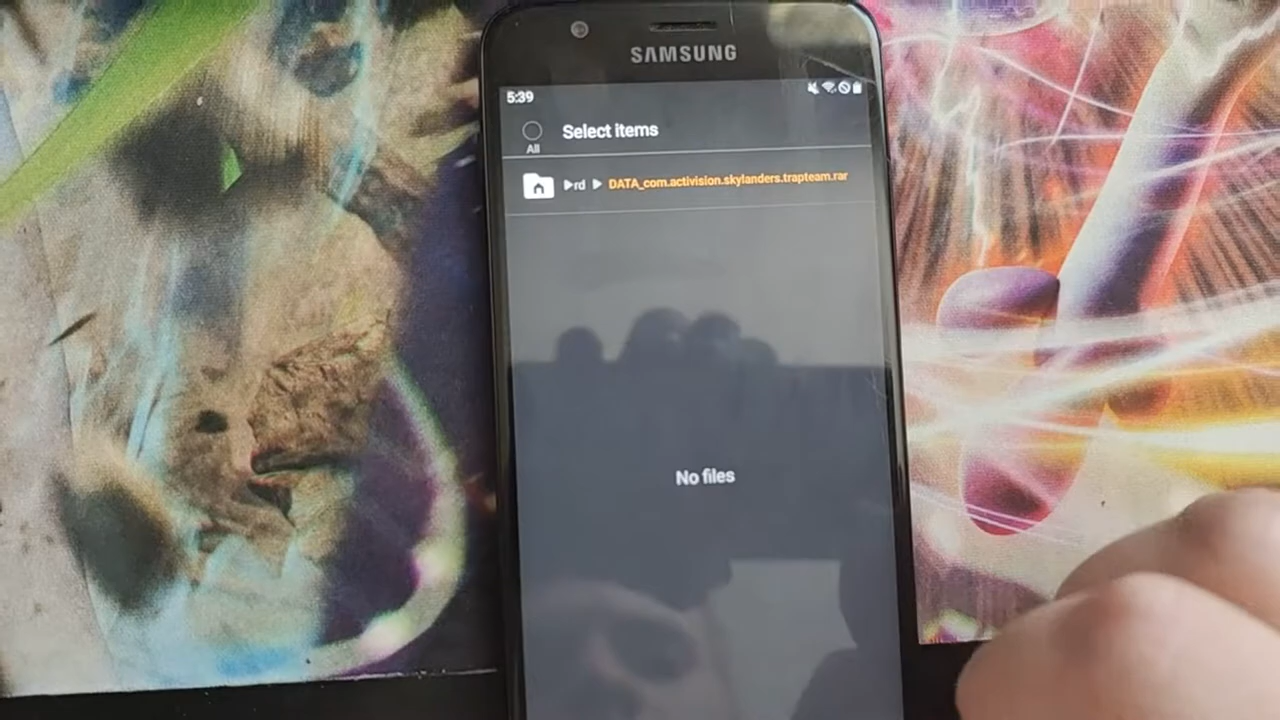 SAMSUNG
5:39
Select items
All
rd DATA_com.activision.skylanders.trapteam.rar
No files